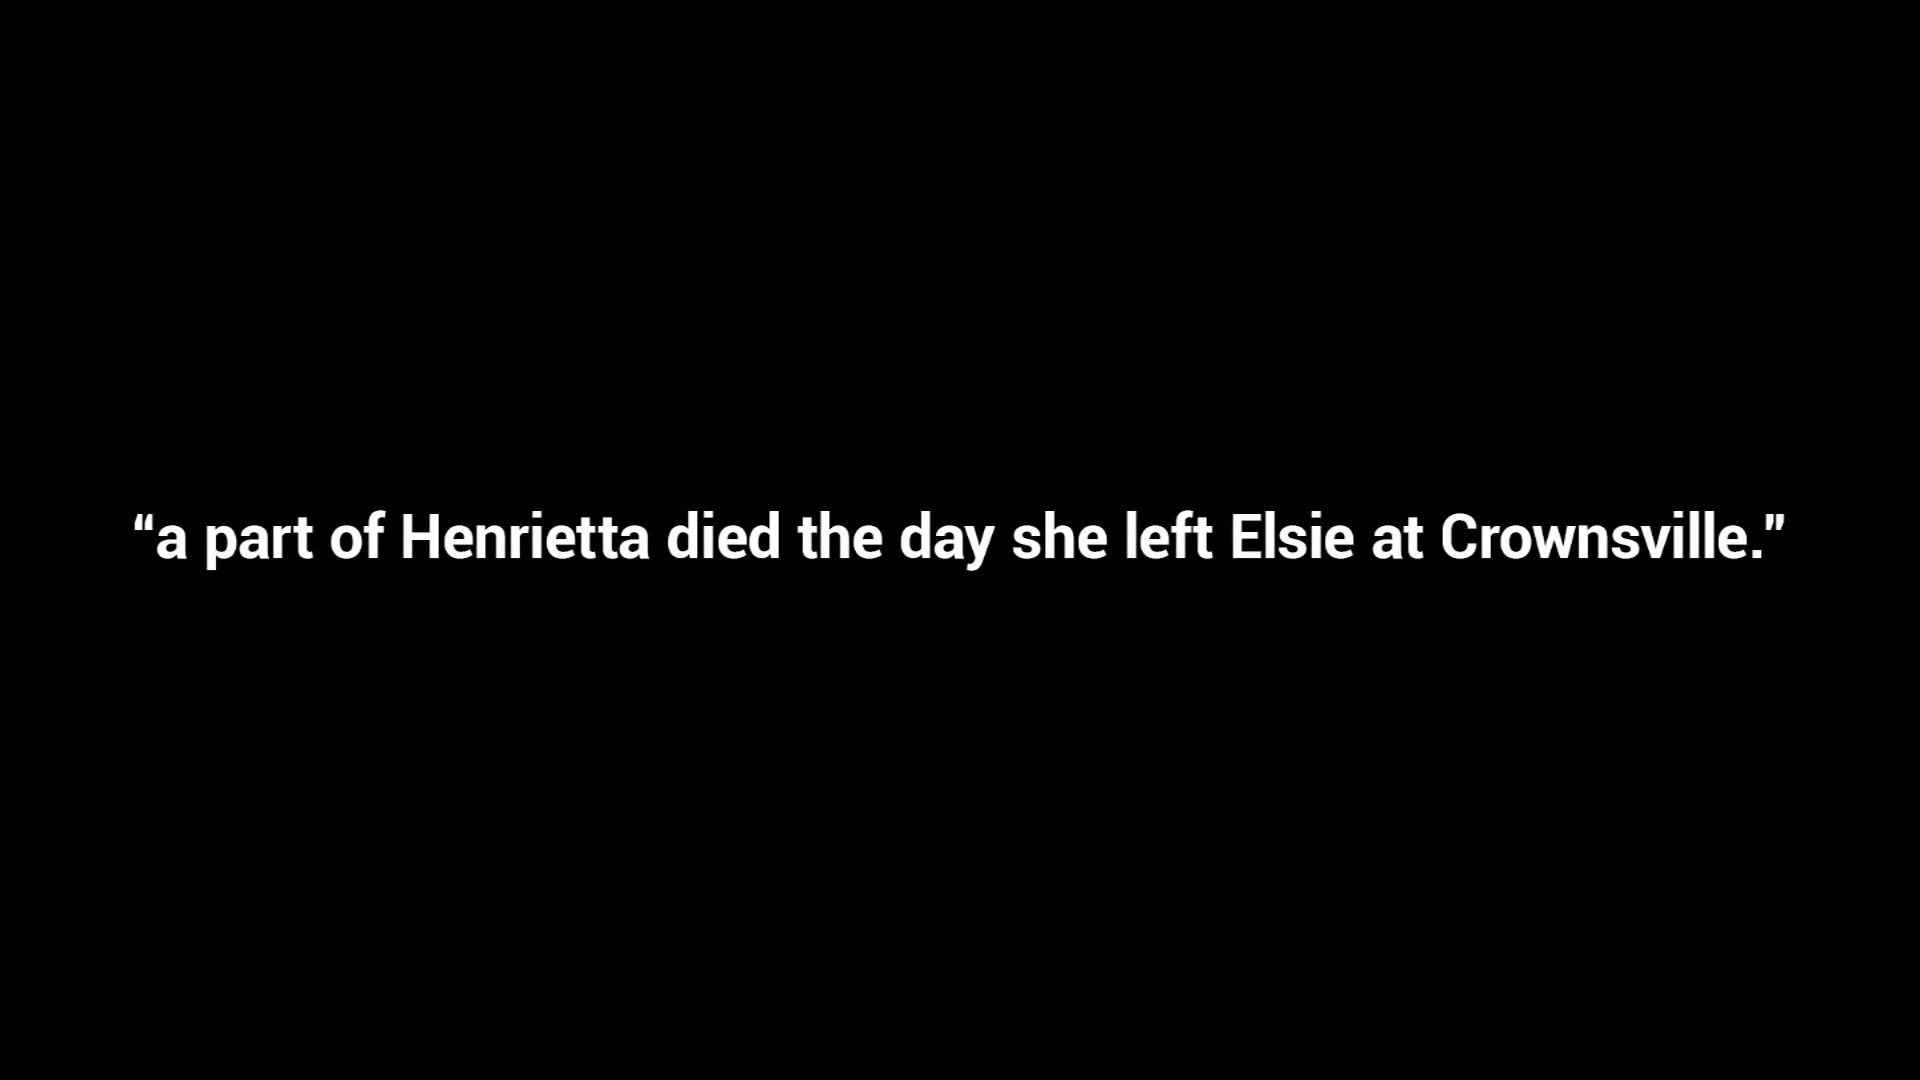 “a part of Henrietta died the day she left Elsie at Crownsville.”